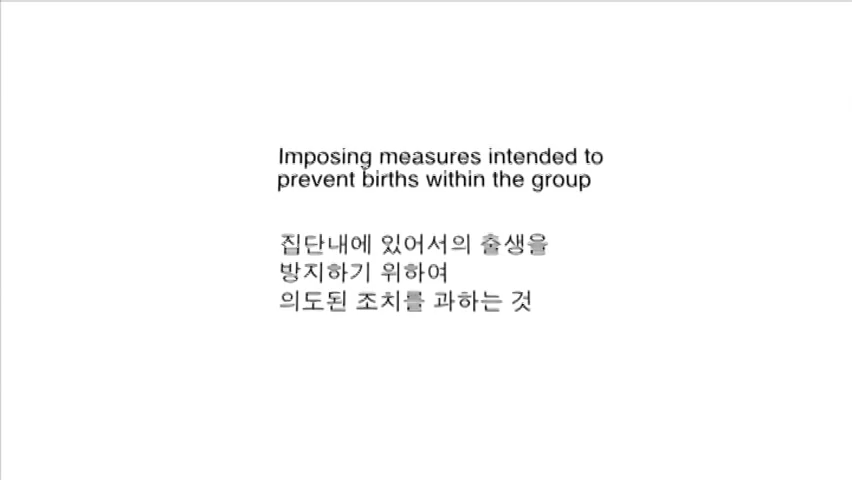 Imposing measures intended to
prevent births within the group
집단내에 있어서의 출생을
방지하기 위하여
의도된 조치를 과하는 것